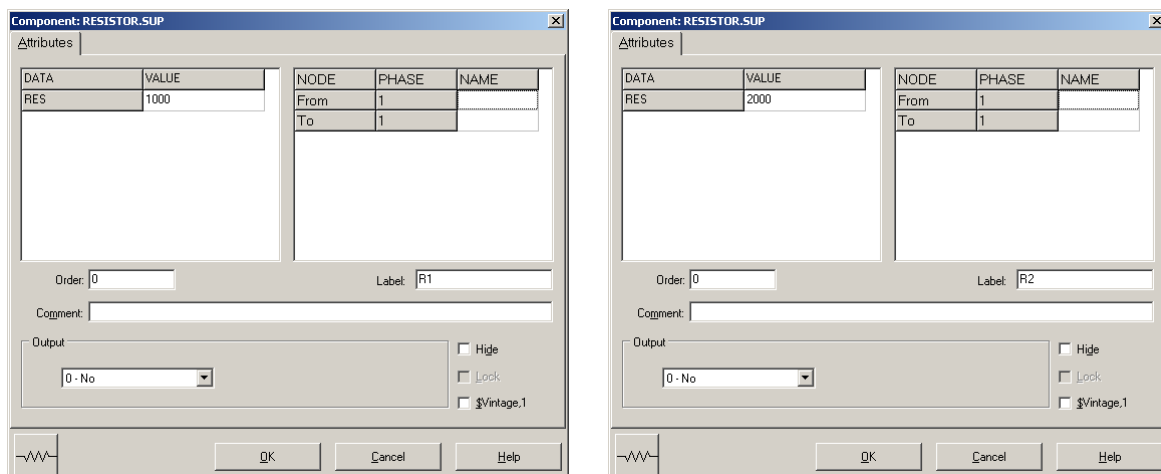 Component: RESISTOR.SUP
Attributes
DATA VALUE
RES 1000
NODE PHASE NAME
From 1
To 1
Order: 0
Label: R1
Comment:
Output
0 - No
Hide
Lock
$Vintage,1
OK Cancel Help
Component: RESISTOR.SUP
Attributes
DATA VALUE
RES 2000
NODE PHASE NAME
From 1
To 1
Order: 0
Label: R2
Comment:
Output
0 - No
Hide
Lock
$Vintage,1
OK Cancel Help